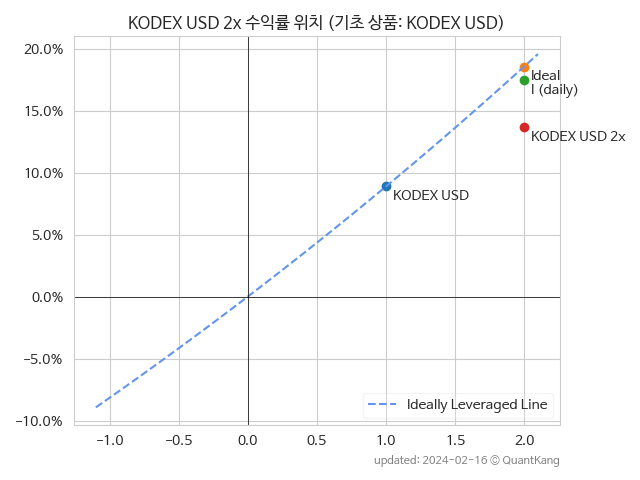 KODEX USD 2x 수익률 위치 (기초 상품: KODEX USD)
20.0%
15.0%
10.0%
5.0%
0.0%
−5.0%
−10.0%
Ideal
I (daily)
KODEX USD 2x
KODEX USD
Ideally Leveraged Line
−1.0 −0.5 0.0 0.5 1.0 1.5 2.0
updated: 2024-02-16 © QuantKang